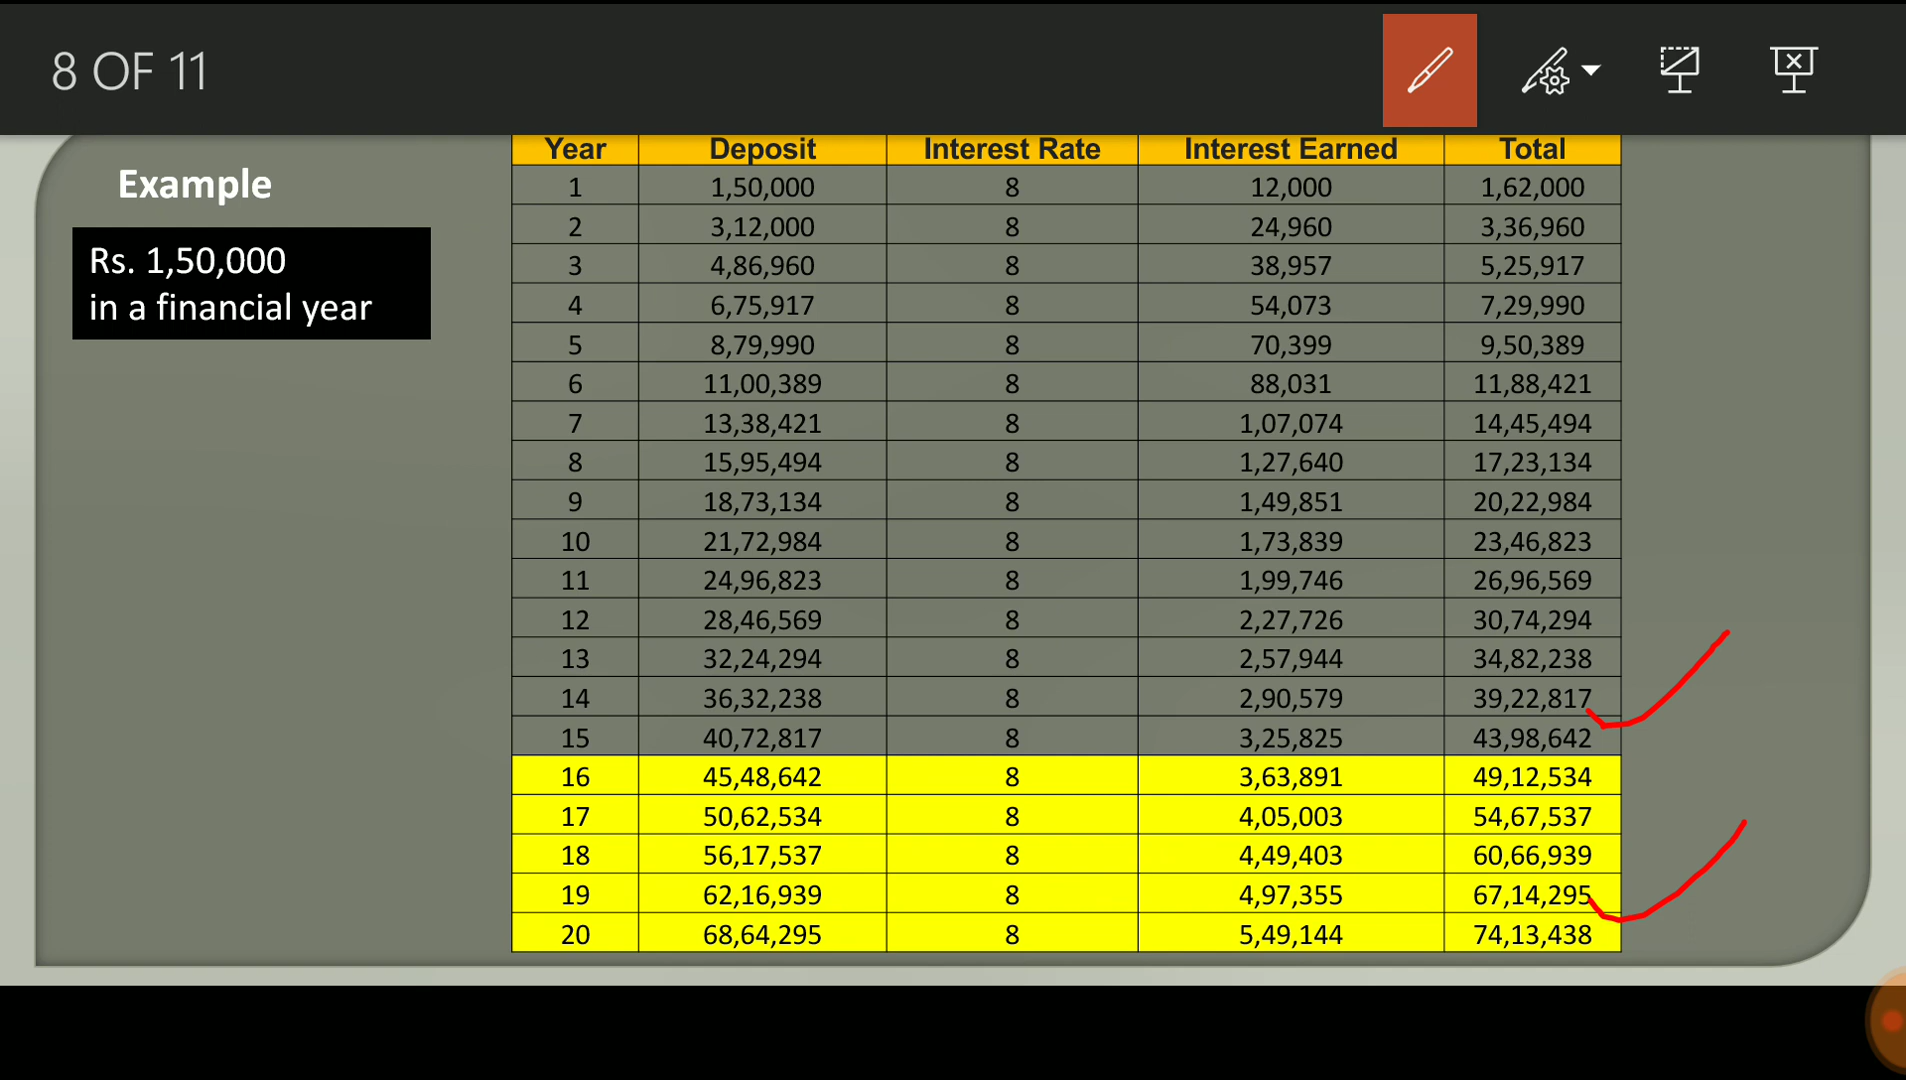 8 OF 11
Example
Rs. 1,50,000
in a financial year
Year Deposit Interest Rate Interest Earned Total
1 1,50,000 8 12,000 1,62,000
2 3,12,000 8 24,960 3,36,960
3 4,86,960 8 38,957 5,25,917
4 6,75,917 8 54,073 7,29,990
5 8,79,990 8 70,399 9,50,389
6 11,00,389 8 88,031 11,88,421
7 13,38,421 8 1,07,074 14,45,494
8 15,95,494 8 1,27,640 17,23,134
9 18,73,134 8 1,49,851 20,22,984
10 21,72,984 8 1,73,839 23,46,823
11 24,96,823 8 1,99,746 26,96,569
12 28,46,569 8 2,27,726 30,74,294
13 32,24,294 8 2,57,944 34,82,238
14 36,32,238 8 2,90,579 39,22,817
15 40,72,817 8 3,25,825 43,98,642
16 45,48,642 8 3,63,891 49,12,534
17 50,62,534 8 4,05,003 54,67,537
18 56,17,537 8 4,49,403 60,66,939
19 62,16,939 8 4,97,355 67,14,295
20 68,64,295 8 5,49,144 74,13,438